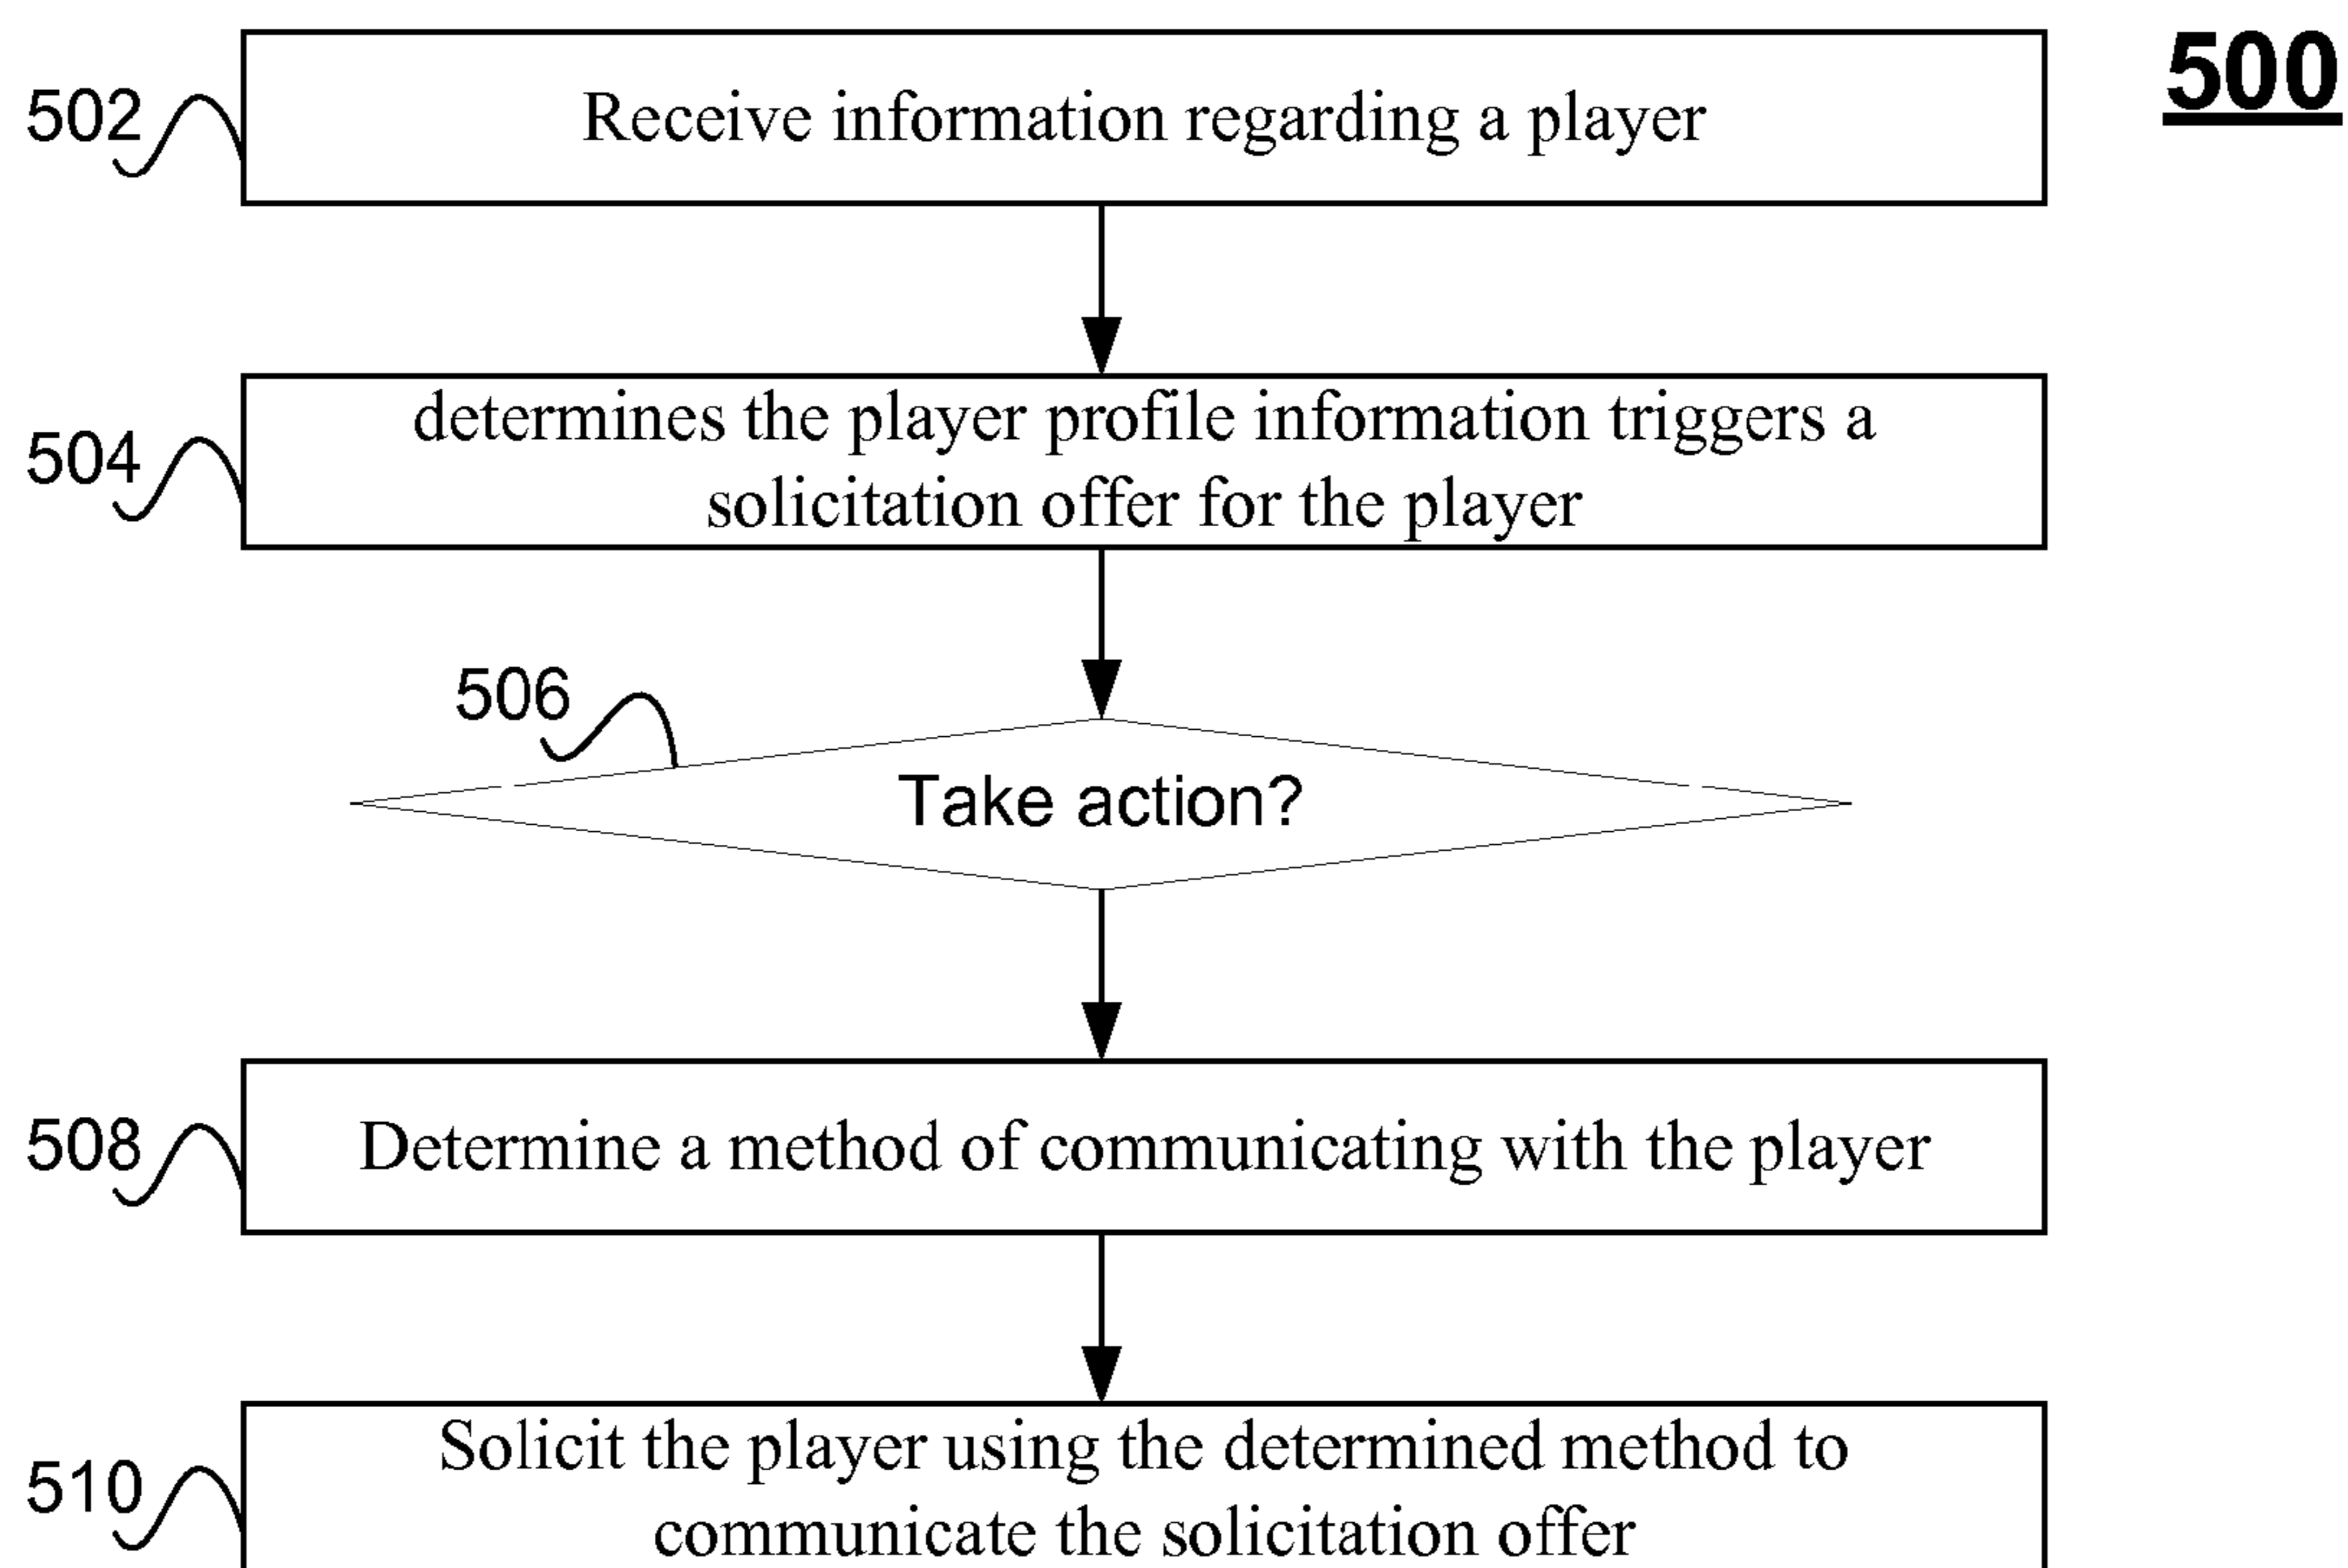 500
502
Receive information regarding a player
504
determines the player profile information triggers a
solicitation offer for the player
506
Take action?
508
Determine a method of communicating with the player
510
Solicit the player using the determined method to
communicate the solicitation offer